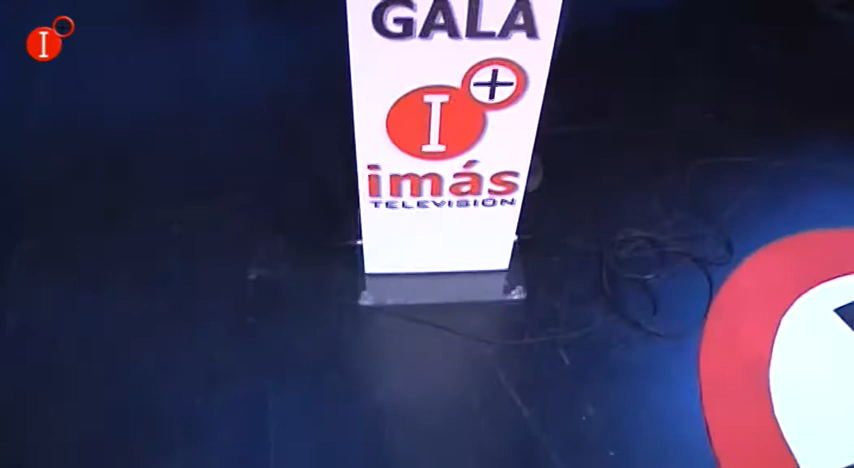 I
GALA
I+
imás
TELEVISIÓN